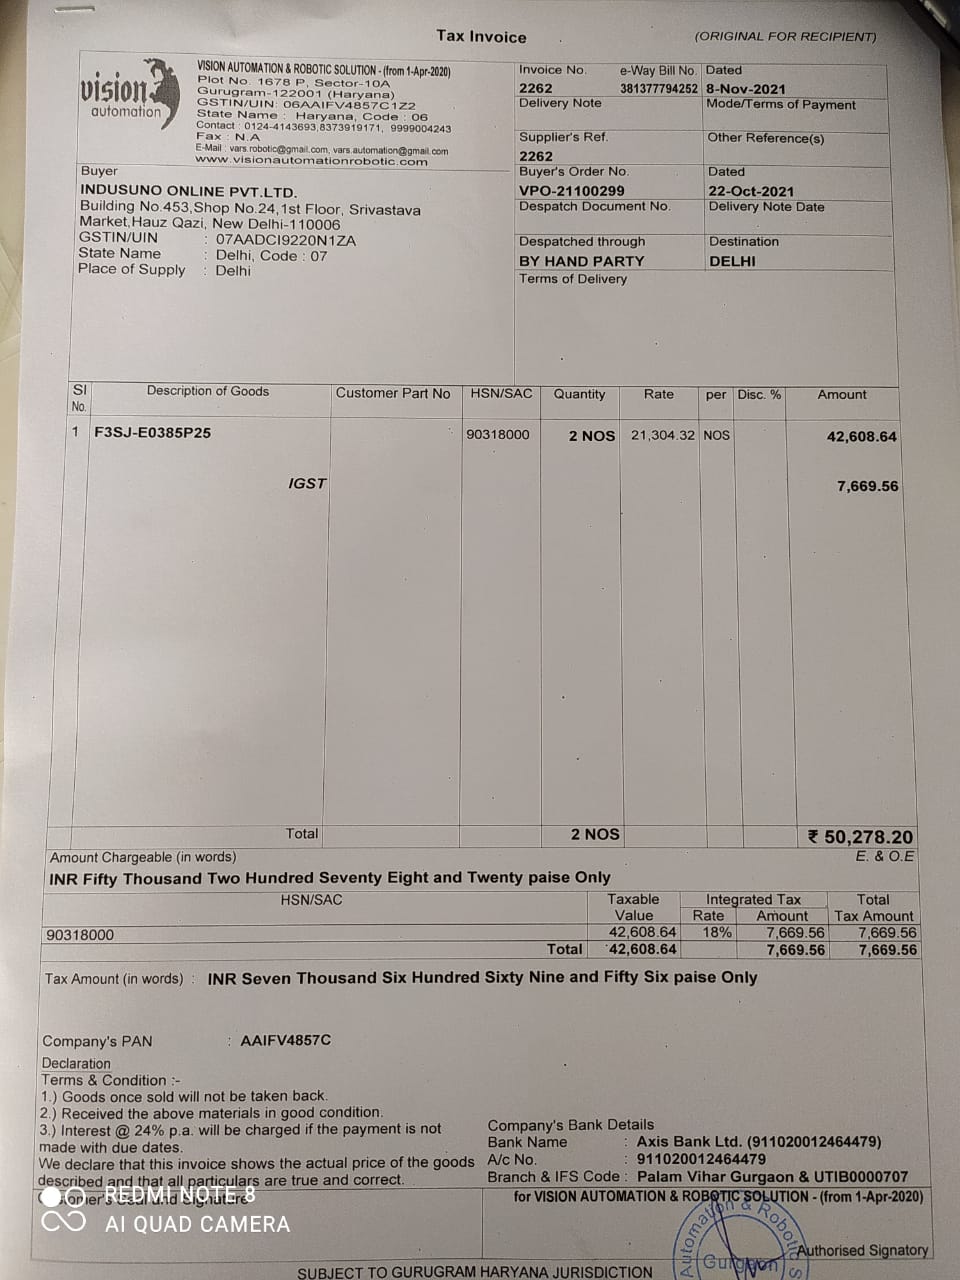 Tax Invoice
(ORIGINAL FOR RECIPIENT)
vision
automation
VISION AUTOMATION & ROBOTIC SOLUTION - (from 1-Apr-2020)
Plot No. 1678 P, Sector-10A
Gurugram-122001 (Haryana)
GSTIN/UIN: 06AAIFV4857C1Z2
State Name : Haryana, Code : 06
Contact : 0124-4143693,8373919171, 9999004243
Fax : N.A
E-Mail : vars.robotic@gmail.com, vars.automation@gmail.com
www.visionautomationrobotic.com
Invoice No. e-Way Bill No. Dated
2262 381377794252 8-Nov-2021
Delivery Note Mode/Terms of Payment
Supplier's Ref. Other Reference(s)
2262
Buyer
INDUSUNO ONLINE PVT.LTD.
Building No.453,Shop No.24,1st Floor, Srivastava
Market,Hauz Qazi, New Delhi-110006
GSTIN/UIN : 07AADCI9220N1ZA
State Name : Delhi, Code : 07
Place of Supply : Delhi
Buyer's Order No. Dated
VPO-21100299 22-Oct-2021
Despatch Document No. Delivery Note Date
Despatched through Destination
BY HAND PARTY DELHI
Terms of Delivery
SI No. Description of Goods Customer Part No HSN/SAC Quantity Rate per Disc. % Amount
1 F3SJ-E0385P25 90318000 2 NOS 21,304.32 NOS 42,608.64
IGST 7,669.56
Total 2 NOS ₹ 50,278.20
Amount Chargeable (in words) E. & O.E
INR Fifty Thousand Two Hundred Seventy Eight and Twenty paise Only
HSN/SAC Taxable Integrated Tax Total
Value Rate Amount Tax Amount
90318000 42,608.64 18% 7,669.56 7,669.56
Total 42,608.64 7,669.56 7,669.56
Tax Amount (in words) : INR Seven Thousand Six Hundred Sixty Nine and Fifty Six paise Only
Company's PAN : AAIFV4857C
Declaration
Terms & Condition :-
1.) Goods once sold will not be taken back.
2.) Received the above materials in good condition.
3.) Interest @ 24% p.a. will be charged if the payment is not
made with due dates.
We declare that this invoice shows the actual price of the goods
described and that all particulars are true and correct.
Company's Bank Details
Bank Name : Axis Bank Ltd. (911020012464479)
A/c No. : 911020012464479
Branch & IFS Code : Palam Vihar Gurgaon & UTIB0000707
Customer's Seal and Signature
for VISION AUTOMATION & ROBOTIC SOLUTION - (from 1-Apr-2020)
Automation & Robotic S
Gurgaon
Authorised Signatory
SUBJECT TO GURUGRAM HARYANA JURISDICTION
REDMI NOTE 8
AI QUAD CAMERA